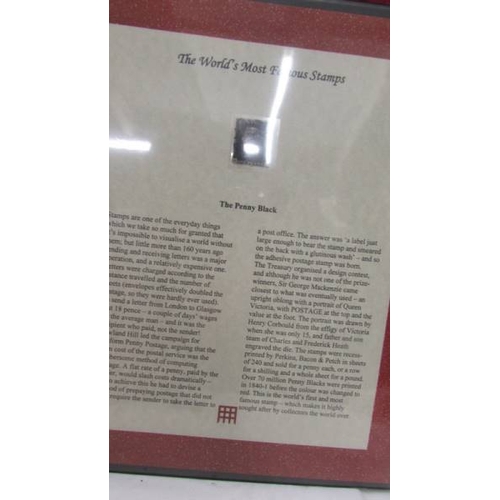 The World's Most Famous Stamps
The Penny Black
Stamps are one of the everyday things
which we take so much for granted that
it's impossible to visualise a world without
them; but little more than 160 years ago
sending and receiving letters was a major
operation, and a relatively expensive one.
Letters were charged according to the
distance travelled and the number of
sheets (envelopes effectively doubled the
postage, so they were hardly ever used).
send a letter from London to Glasgow
18 pence – a couple of days' wages
the average man – and it was the
recipient who paid, not the sender!
Rowland Hill led the campaign for
Uniform Penny Postage, arguing that the
cost of the postal service was the
cumbersome method of computing
postage. A flat rate of a penny, paid by the
sender, would slash costs dramatically –
achieve this he had to devise a
method of prepaying postage that did not
require the sender to take the letter to
a post office. The answer was 'a label just
large enough to bear the stamp and smeared
on the back with a glutinous wash' – and so
the adhesive postage stamp was born.
The Treasury organised a design contest,
and although he was not one of the prize-
winners, Sir George Mackenzie came
closest to what was eventually used – an
upright oblong with a portrait of Queen
Victoria, with POSTAGE at the top and the
value at the foot. The portrait was drawn by
Henry Corbould from the effigy of Victoria
when she was only 15, and father and son
team of Charles and Frederick Heath
engraved the die. The stamps were recess-
printed by Perkins, Bacon & Petch in sheets
of 240 and sold for a penny each, or a row
for a shilling and a whole sheet for a pound.
Over 70 million Penny Blacks were printed
in 1840-1 before the colour was changed to
red. This is the world's first and most
famous stamp – which makes it highly
sought after by collectors the world over.